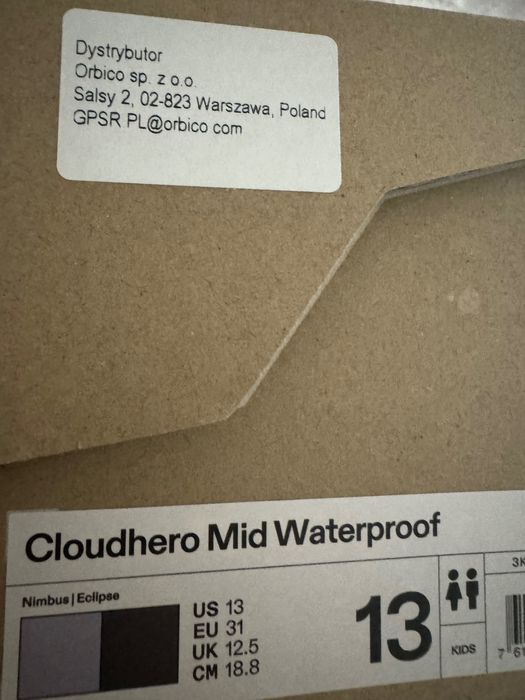 Dystrybutor
Orbico sp. z o.o.
Salsy 2, 02-823 Warszawa, Poland
GPSR PL@orbico com
Cloudhero Mid Waterproof
Nimbus | Eclipse
US 13
EU 31
UK 12.5
CM 18.8
13
KIDS